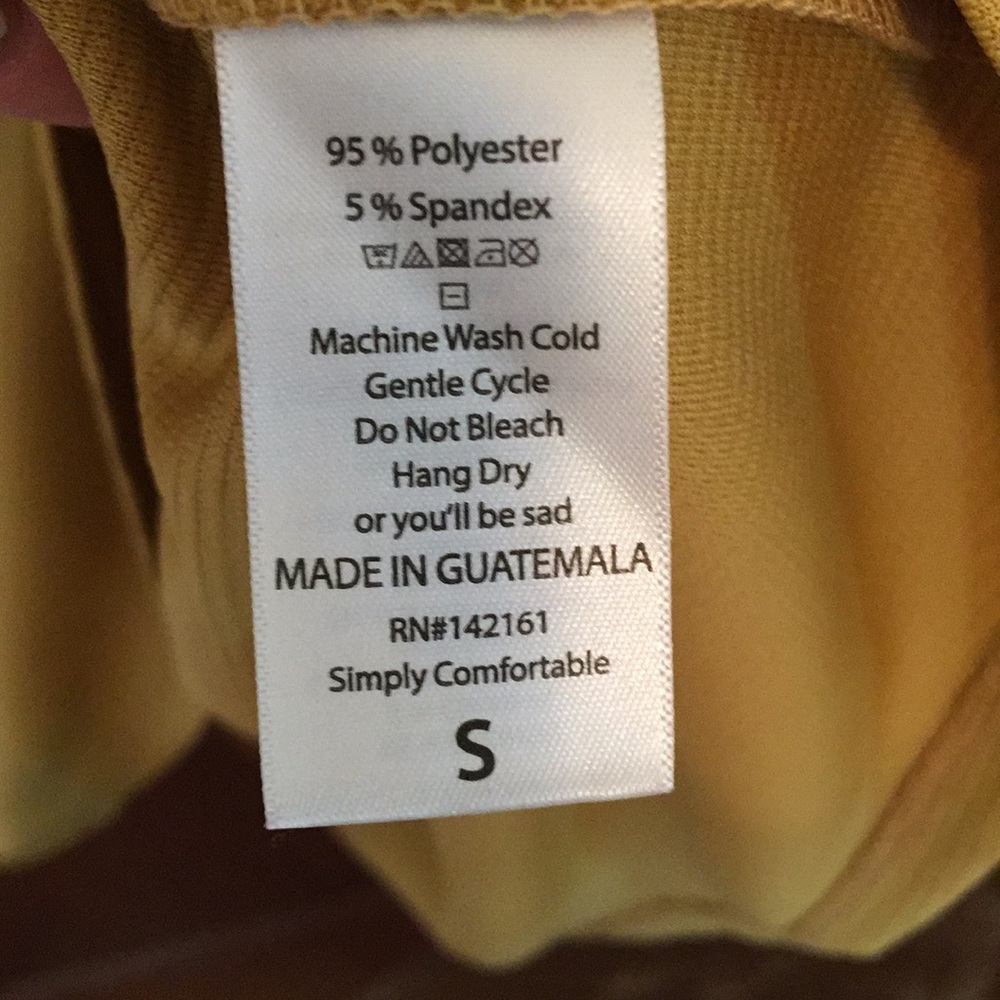 95 % Polyester
5 % Spandex
Machine Wash Cold
Gentle Cycle
Do Not Bleach
Hang Dry
or you'll be sad
MADE IN GUATEMALA
RN#142161
Simply Comfortable
S